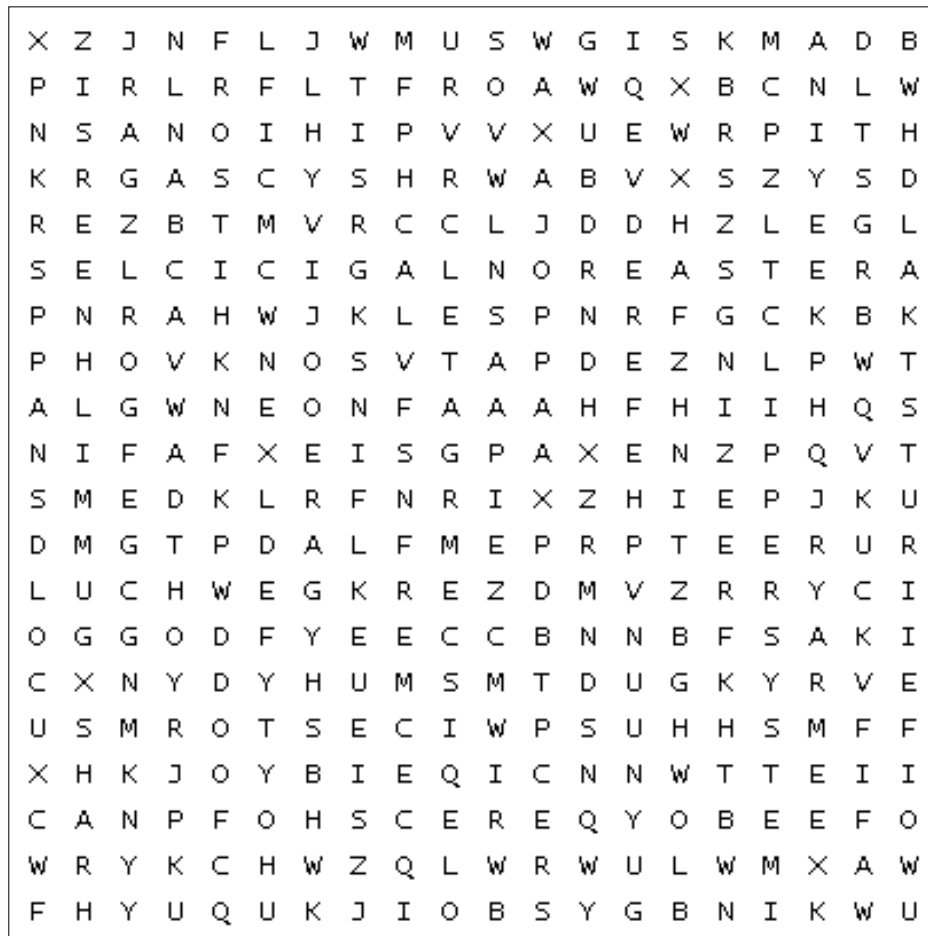 X Z J N F L J W M U S W G I S K M A D B
P I R L R F L T F R O A W Q X B C N L W
N S A N O I H I P V V X U E W R P I T H
K R G A S C Y S H R W A B V X S Z Y S D
R E Z B T M V R C C L J D D H Z L E G L
S E L C I C I G A L N O R E A S T E R A
P N R A H W J K L E S P N R F G C K B K
P H O V K N O S V T A P D E Z N L P W T
A L G W N E O N F A A A H F H I I H Q S
N I F A F X E I S G P A X E N Z P Q V T
S M E D K L R F N R I X Z H I E P J K U
D M G T P D A L F M E P R P T E E R U R
L U C H W E G K R E Z D M V Z R R Y C I
O G G O D F Y E E C C B N N B F S A K I
C X N Y D Y H U M S M T D U G K Y R V E
U S M R O T S E C I W P S U H H S M F F
X H K J O Y B I E Q I C N N W T T E I I
C A N P F O H S C E R E Q Y O B E E F O
W R Y K C H W Z Q L W R W U L W M X A W
F H Y U Q U K J I O B S Y G B N I K W U